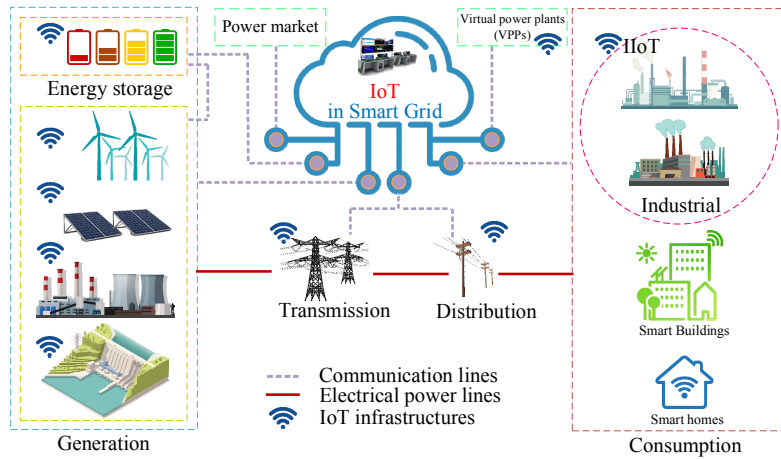 Power market
Virtual power plants
(VPPs)
IIoT
Energy storage
IoT
in Smart Grid
Industrial
Transmission
Distribution
Smart Buildings
Communication lines
Electrical power lines
IoT infrastructures
Smart homes
Generation
Consumption